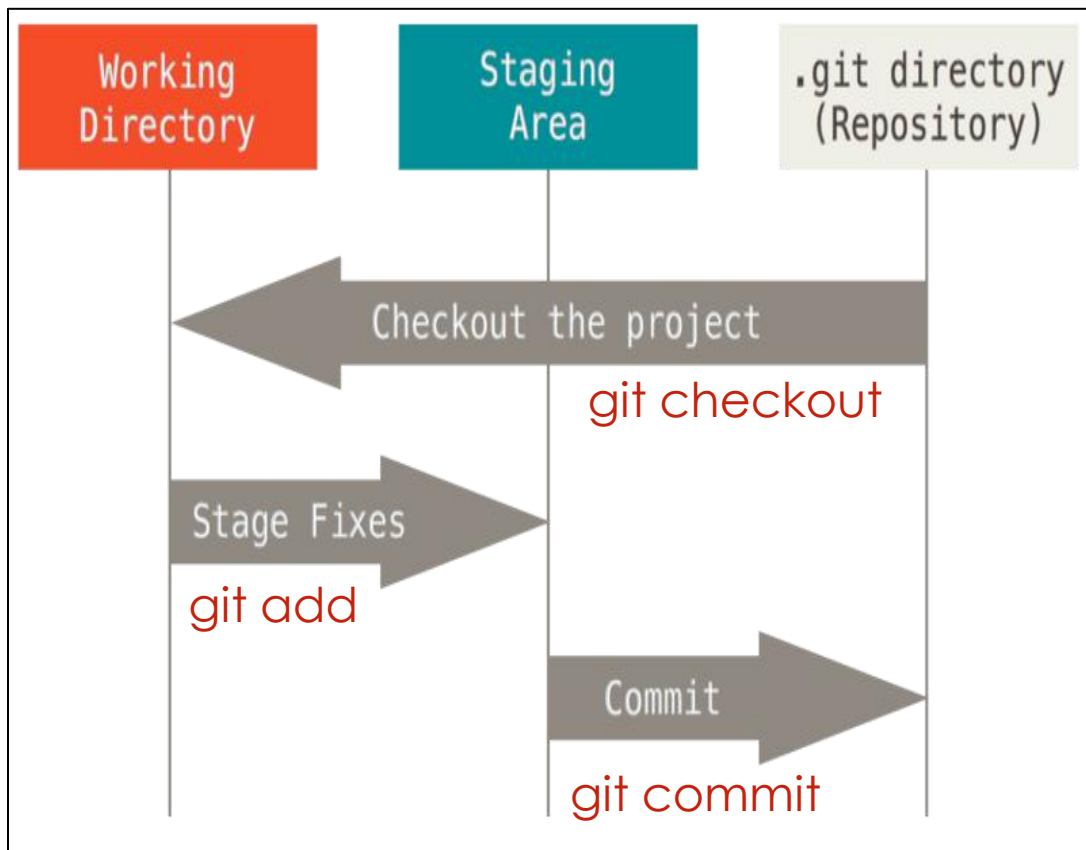 Working
Directory
Staging
Area
.git directory
(Repository)
Checkout the project
git checkout
Stage Fixes
git add
Commit
git commit